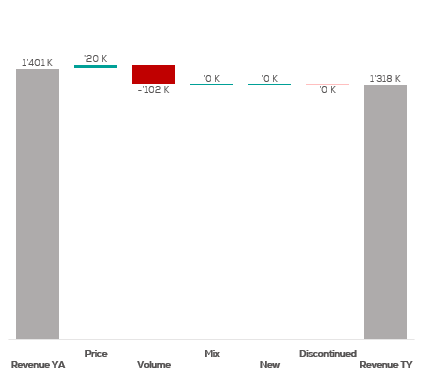 1'401 K
'20 K
-'102 K
'0 K
'0 K
'0 K
1'318 K
Revenue YA
Price
Volume
Mix
New
Discontinued
Revenue TY